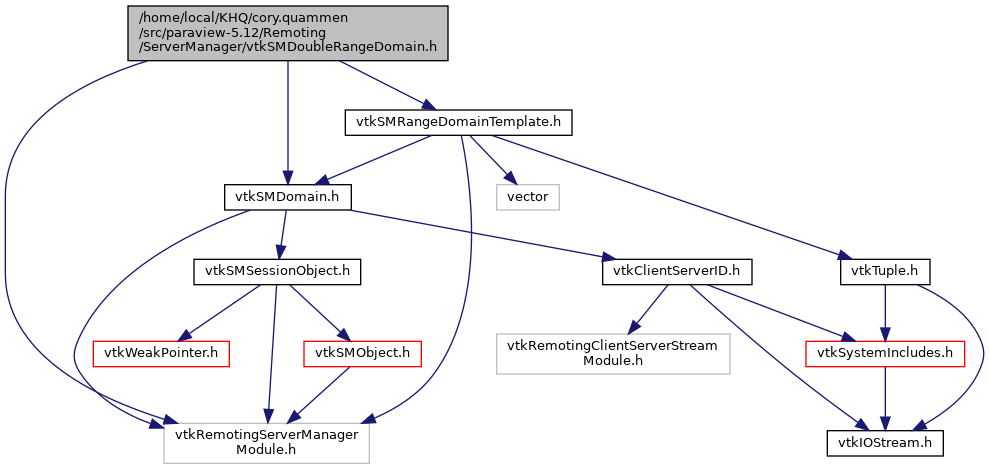 /home/local/KHQ/cory.quammen
/src/paraview-5.12/Remoting
/ServerManager/vtkSMDoubleRangeDomain.h
vtkSMRangeDomainTemplate.h
vtkSMDomain.h
vector
vtkSMSessionObject.h
vtkClientServerID.h
vtkTuple.h
vtkWeakPointer.h
vtkSMObject.h
vtkRemotingClientServerStream
Module.h
vtkSystemIncludes.h
vtkRemotingServerManager
Module.h
vtkIOStream.h